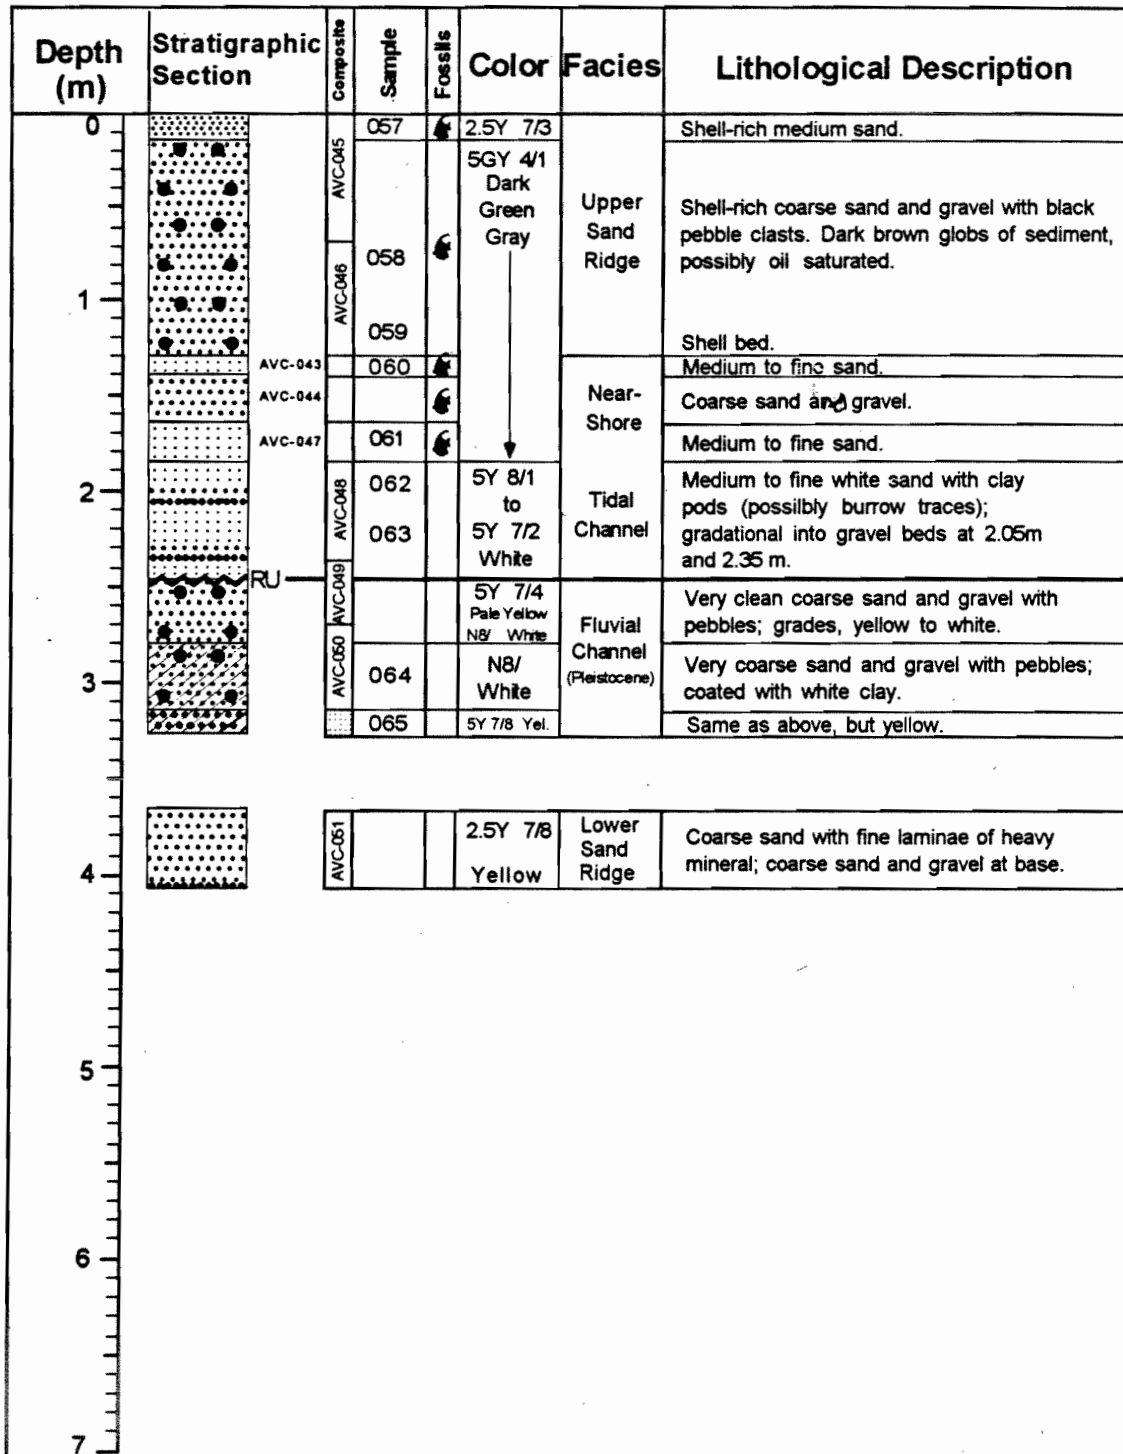 Depth
(m)
Stratigraphic
Section
Composite
Sample
Fossils
Color
Facies
Lithological Description
0
AVC-045
057
2.5Y 7/3
Shell-rich medium sand.
5GY 4/1
Dark
Green
Gray
Upper
Sand
Ridge
Shell-rich coarse sand and gravel with black
pebble clasts. Dark brown globs of sediment,
possibly oil saturated.
058
AVC-046
1
059
Shell bed.
AVC-043
060
Medium to fine sand.
AVC-044
Near-
Shore
Coarse sand and gravel.
AVC-047
061
Medium to fine sand.
2
AVC-048
062
063
5Y 8/1
to
5Y 7/2
White
Tidal
Channel
Medium to fine white sand with clay
pods (possilbly burrow traces);
gradational into gravel beds at 2.05m
and 2.35 m.
RU
AVC-049
5Y 7/4
Pale Yellow
N8/ White
Fluvial
Channel
(Pleistocene)
Very clean coarse sand and gravel with
pebbles; grades, yellow to white.
AVC-050
3
064
N8/
White
Very coarse sand and gravel with pebbles;
coated with white clay.
065
5Y 7/8 Yel.
Same as above, but yellow.
AVC-051
2.5Y 7/8
Yellow
Lower
Sand
Ridge
Coarse sand with fine laminae of heavy
mineral; coarse sand and gravel at base.
4
5
6
7